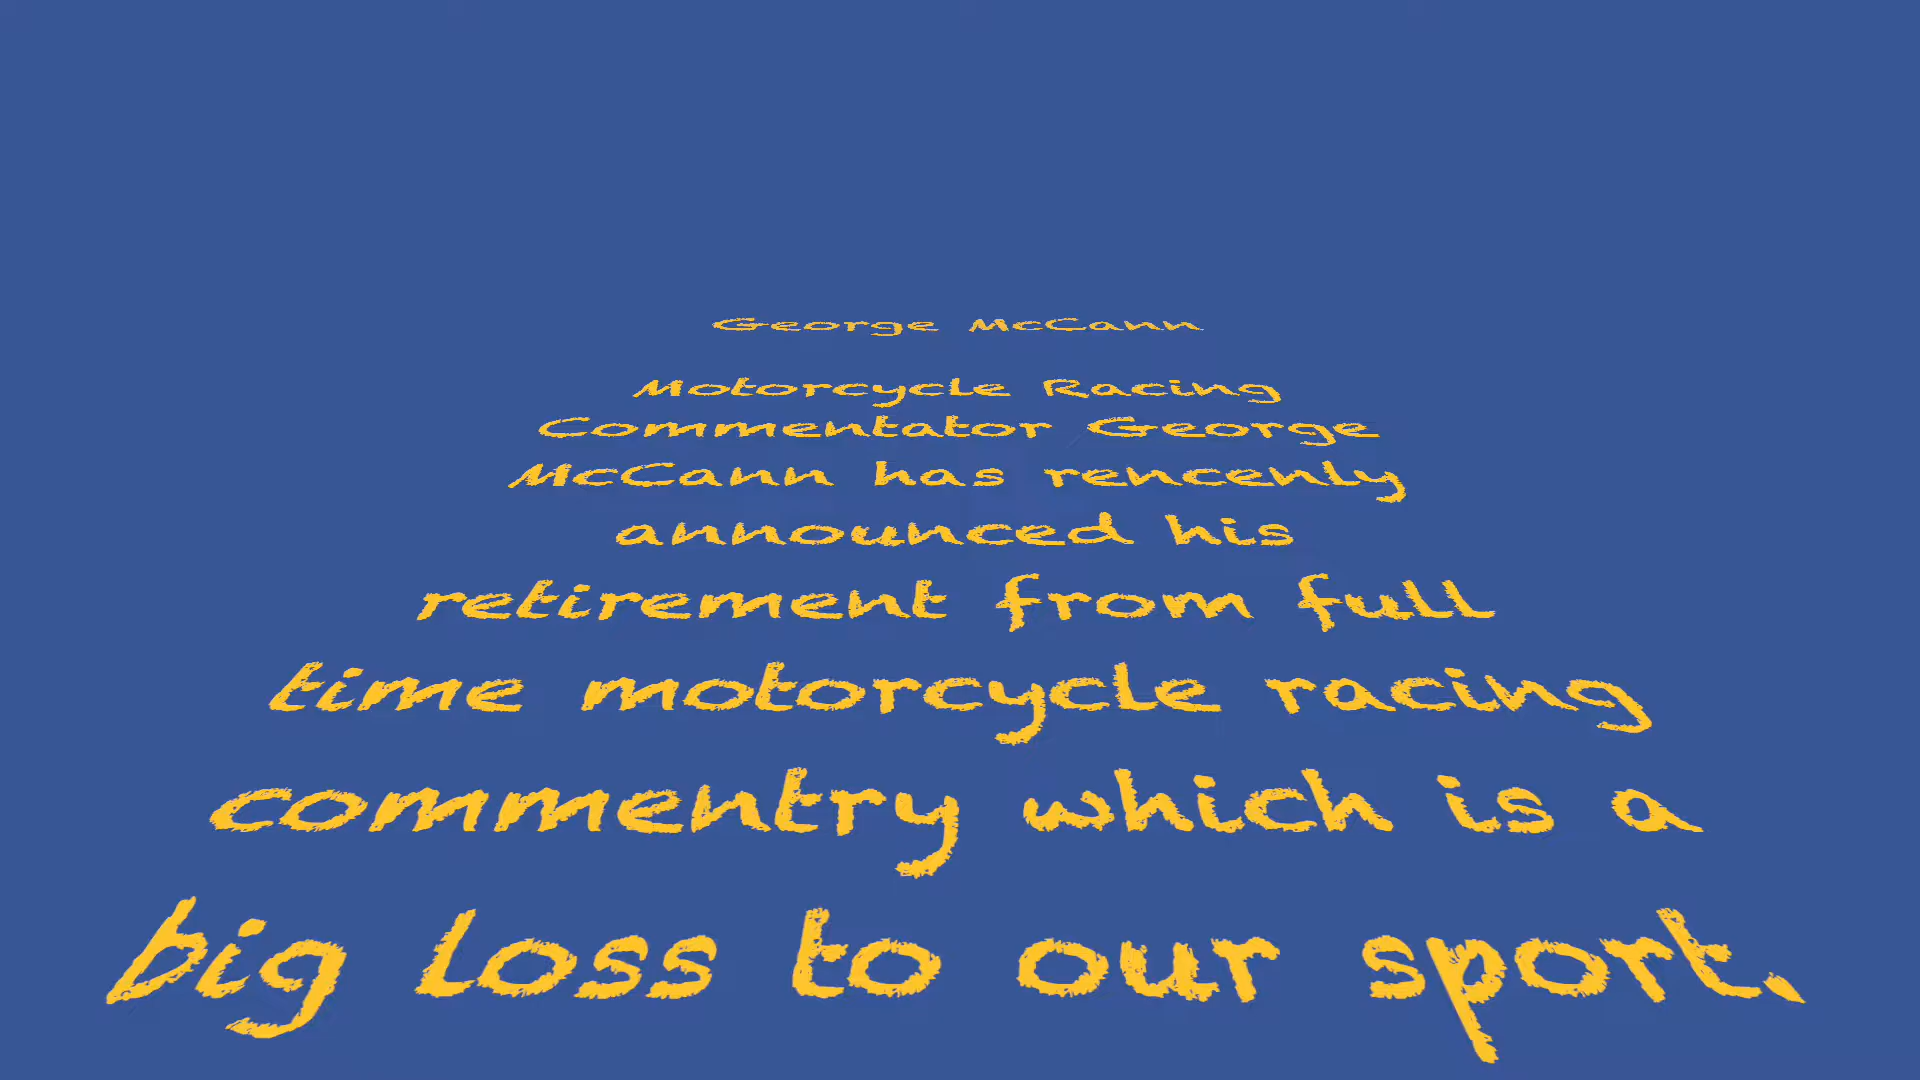 George McCann
Motorcycle Racing
Commentator George
McCann has rencenly
announced his
retirement from full
time motorcycle racing
commentry which is a
big loss to our sport.